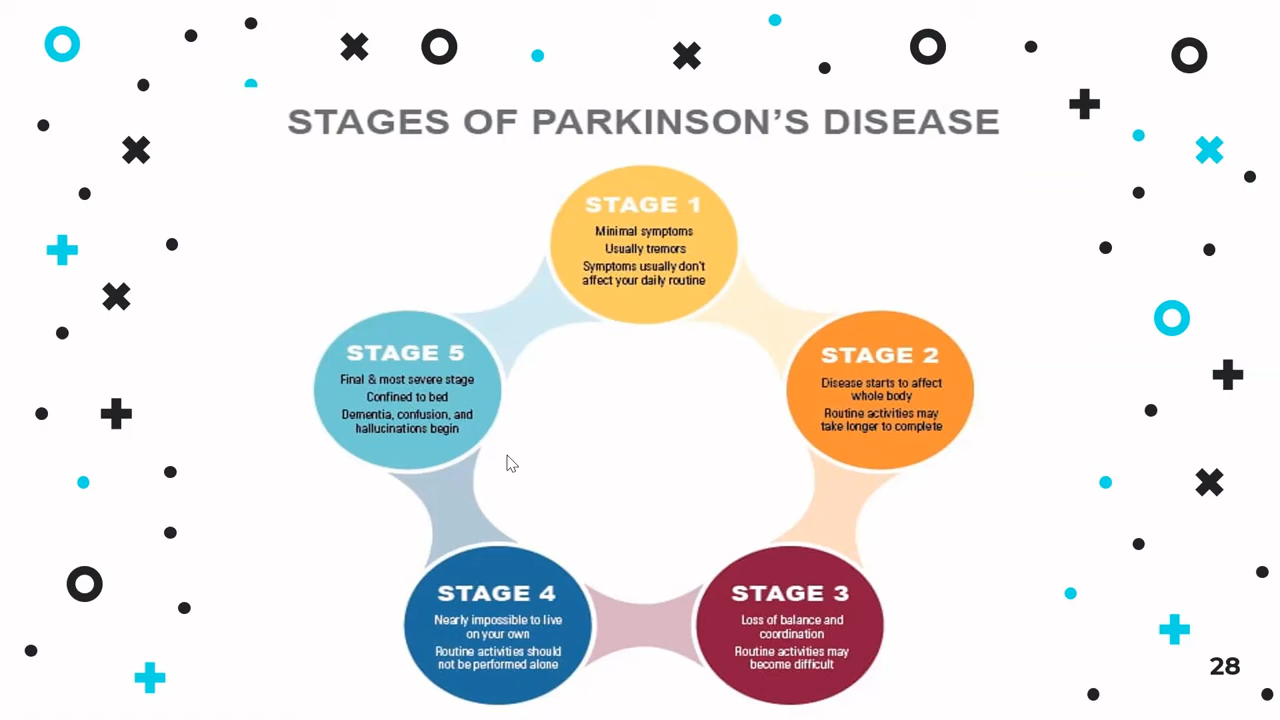 STAGES OF PARKINSON'S DISEASE
STAGE 1
Minimal symptoms
Usually tremors
Symptoms usually don't
affect your daily routine
STAGE 2
Disease starts to affect
whole body
Routine activities may
take longer to complete
STAGE 3
Loss of balance and
coordination
Routine activities may
become difficult
STAGE 4
Nearly impossible to live
on your own
Routine activities should
not be performed alone
STAGE 5
Final & most severe stage
Confined to bed
Dementia, confusion, and
hallucinations begin
28